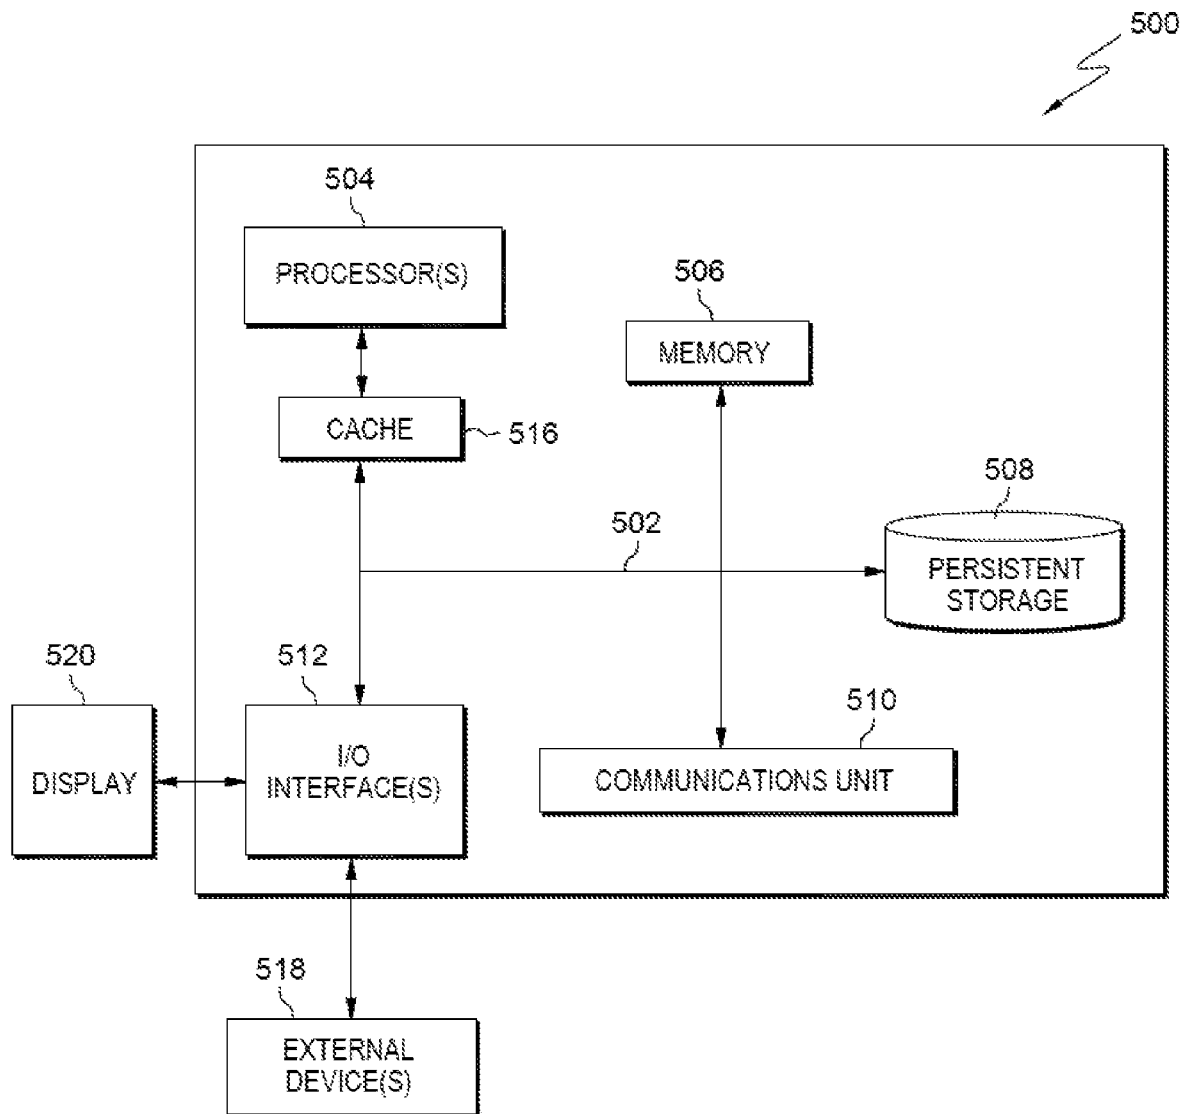 500
504
PROCESSOR(S)
506
MEMORY
CACHE
516
508
502
PERSISTENT
STORAGE
520
512
510
DISPLAY
I/O
INTERFACE(S)
COMMUNICATIONS UNIT
518
EXTERNAL
DEVICE(S)